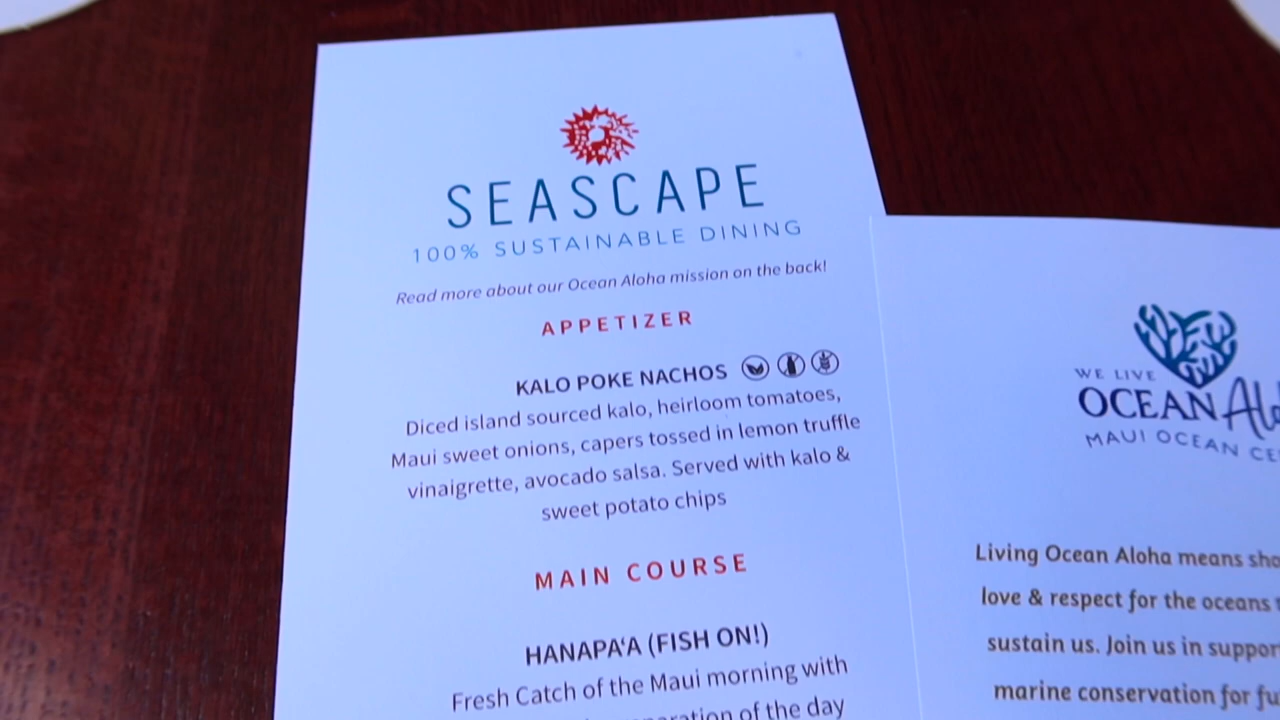 SEASCAPE
100% SUSTAINABLE DINING
Read more about our Ocean Aloha mission on the back!
APPETIZER
KALO POKE NACHOS
Diced island sourced kalo, heirloom tomatoes,
Maui sweet onions, capers tossed in lemon truffle
vinaigrette, avocado salsa. Served with kalo &
sweet potato chips
MAIN COURSE
HANAPA‘A (FISH ON!)
Fresh Catch of the Maui morning with
of the day
WE LIVE
OCEAN
MAUI OCEAN
Living Ocean Aloha means
love & respect for the oceans
sustain us. Join us in
marine conservation for